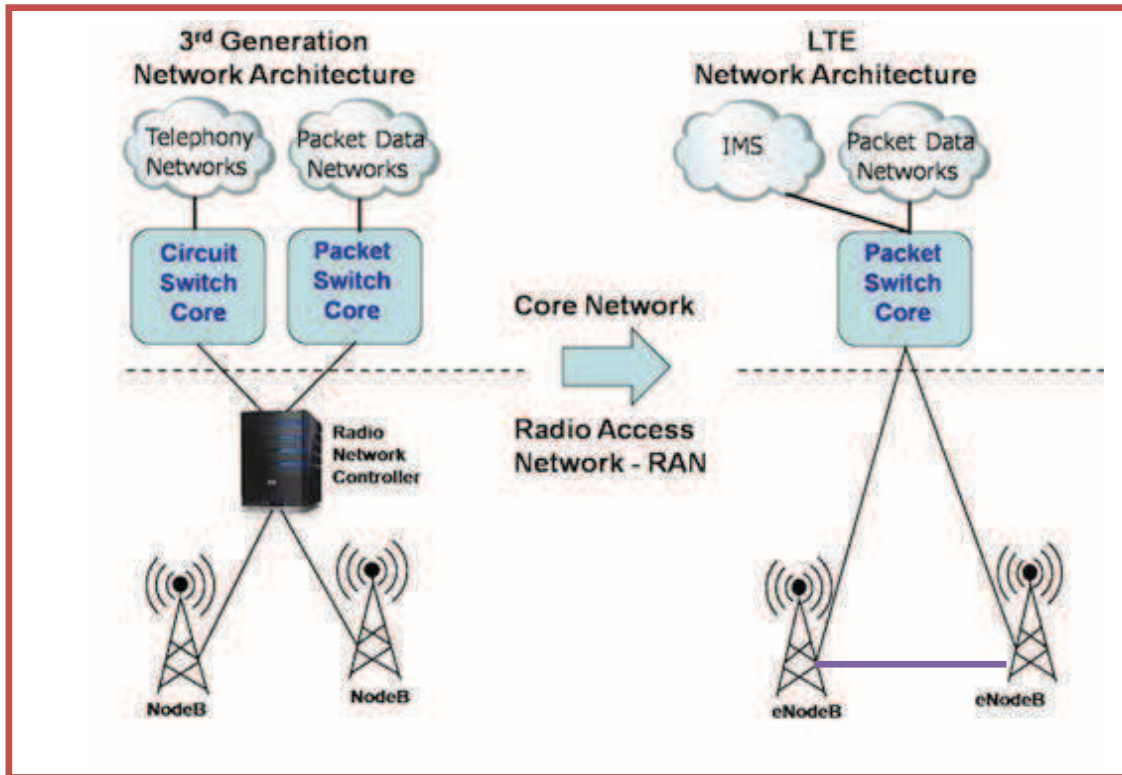 3rd Generation
Network Architecture
Telephony
Networks
Packet Data
Networks
Circuit
Switch
Core
Packet
Switch
Core
Radio
Network
Controller
NodeB
NodeB
Core Network
Radio Access
Network - RAN
LTE
Network Architecture
IMS
Packet Data
Networks
Packet
Switch
Core
eNodeB
eNodeB